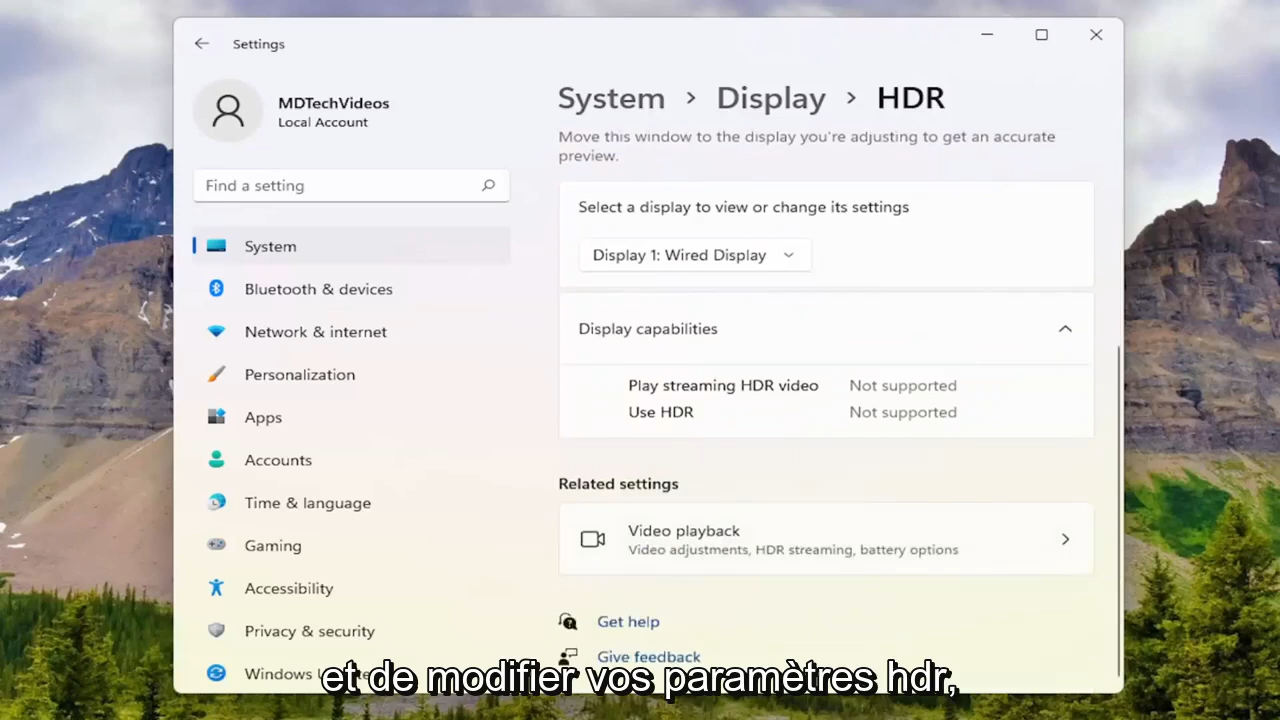 Settings
MDTechVideos
Local Account
Find a setting
System
Bluetooth & devices
Network & internet
Personalization
Apps
Accounts
Time & language
Gaming
Accessibility
Privacy & security
Windows
System > Display > HDR
Move this window to the display you're adjusting to get an accurate
preview.
Select a display to view or change its settings
Display 1: Wired Display
Display capabilities
Play streaming HDR video Not supported
Use HDR Not supported
Related settings
Video playback
Video adjustments, HDR streaming, battery options
Get help
Give feedback
et de modifier vos paramètres hdr,